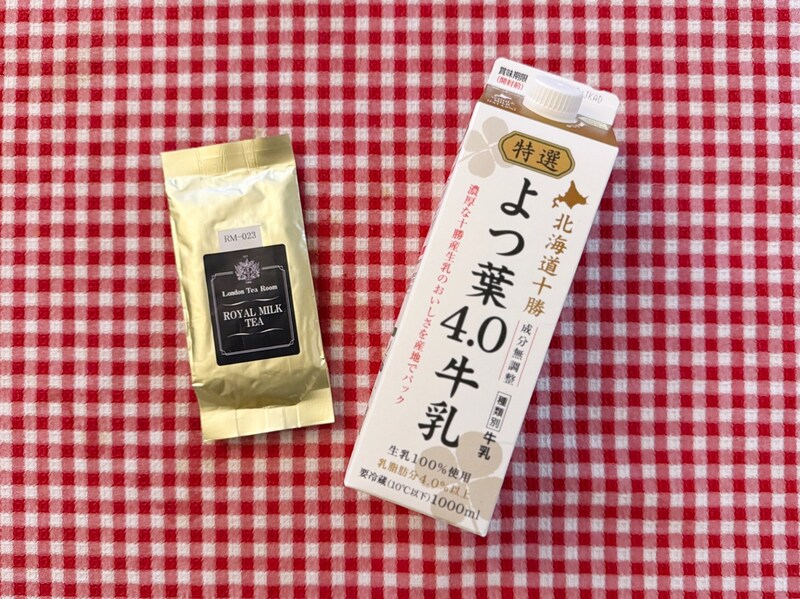 RM-023
London Tea Room
ROYAL MILK
TEA
賞味期限
(開封前)
特選
北海道十勝
よつ葉
4.0
牛乳
濃厚な十勝産生乳のおいしさを産地でパック
成分無調整
種類別
牛乳
生乳100%使用
乳脂肪分4.0%以上
要冷蔵(10℃以下)1000ml